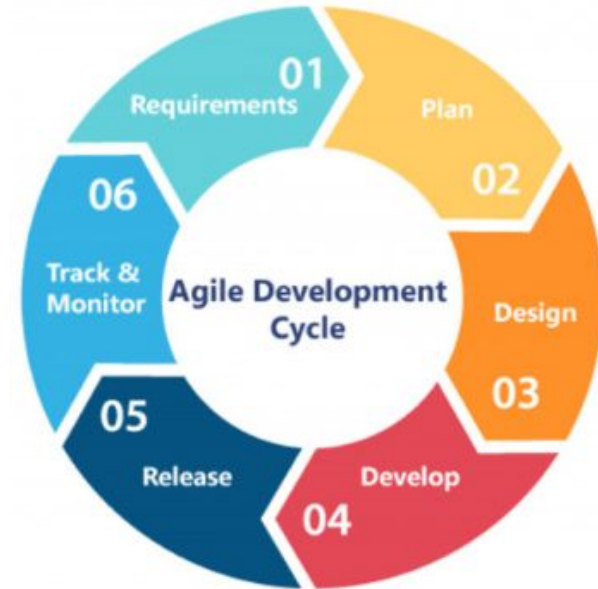 01
Requirements
Plan
02
Design
03
Develop
04
Release
05
Track &
Monitor
06
Agile Development
Cycle